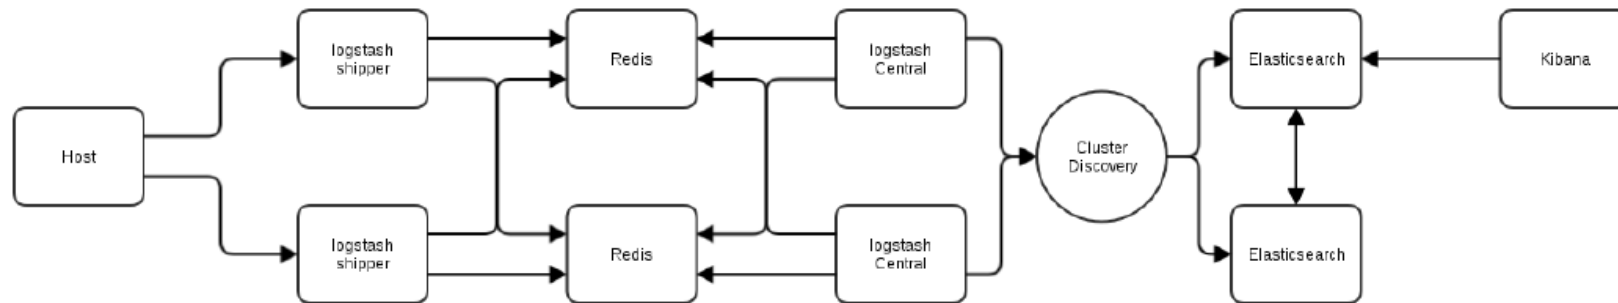 logstash
shipper
Redis
logstash
Central
Elasticsearch
Kibana
Host
Cluster
Discovery
logstash
shipper
Redis
logstash
Central
Elasticsearch